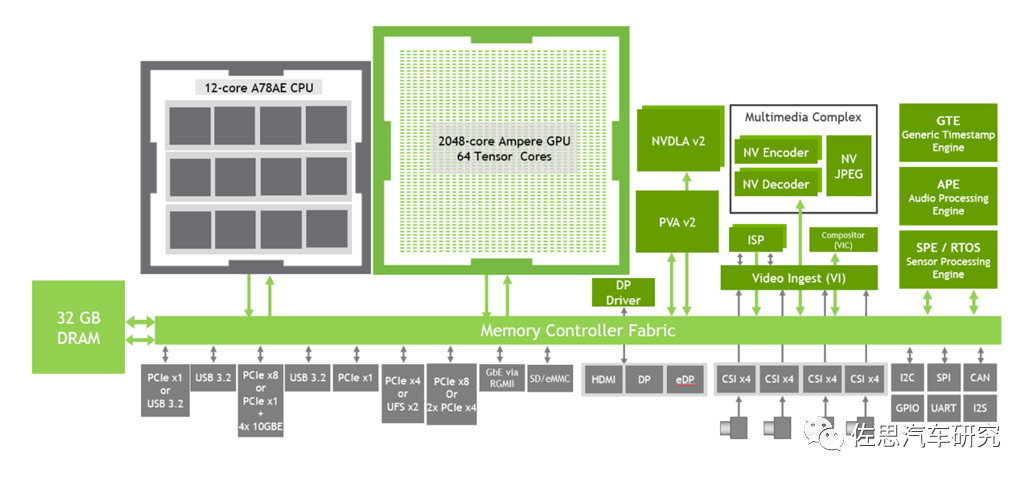 12-core A78AE CPU
2048-core Ampere GPU
64 Tensor Cores
NVDLA v2
PVA v2
Multimedia Complex
NV Encoder
NV Decoder
NV
JPEG
ISP
Compositor
(VIC)
Video Ingest (VI)
GTE
Generic Timestamp
Engine
APE
Audio Processing
Engine
SPE / RTOS
Sensor Processing
Engine
DP
Driver
32 GB
DRAM
Memory Controller Fabric
PCIe x1
or
USB 3.2
USB 3.2
PCIe x8
or
PCIe x1
+
4x 10GBE
USB 3.2
PCIe x1
PCIe x4
or
UFS x2
PCIe x8
Or
2x PCIe x4
GbE via
RGMII
SD/eMMC
HDMI
DP
eDP
CSI x4
CSI x4
CSI x4
CSI x4
I2C
SPI
CAN
GPIO
UART
I2S
佐思汽车研究